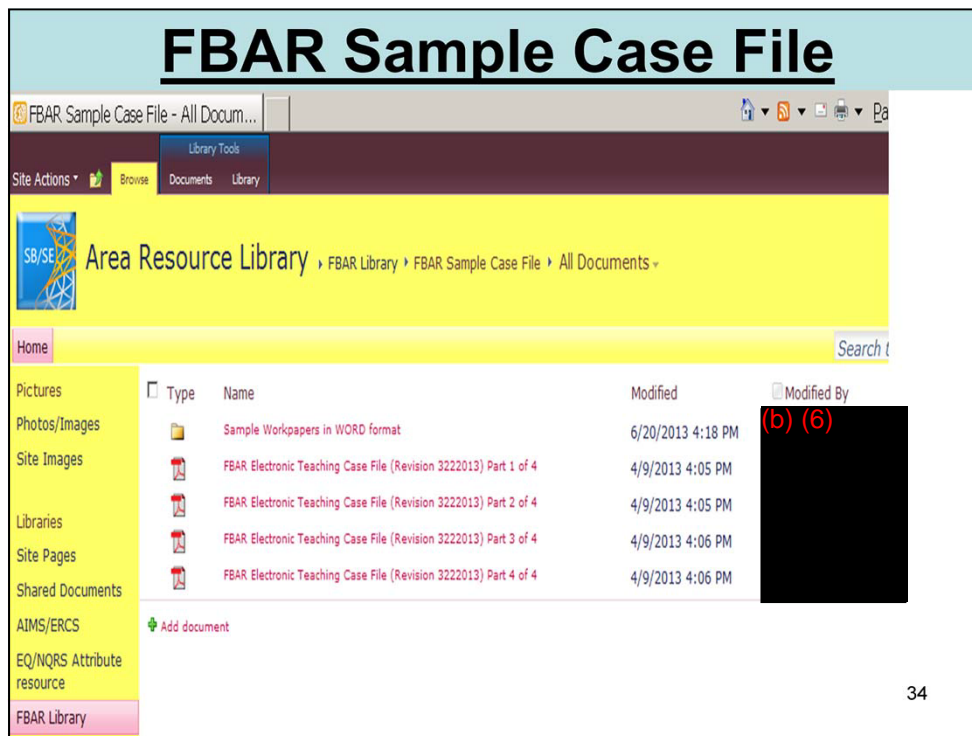 FBAR Sample Case File
FBAR Sample Case File - All Docum...
Pa
Library Tools
Site Actions
Browse
Documents
Library
SB/SE
Area Resource Library
FBAR Library
FBAR Sample Case File
All Documents
Home
Search t
Pictures
Photos/Images
Site Images
Libraries
Site Pages
Shared Documents
AIMS/ERCS
EQ/NQRS Attribute
resource
FBAR Library
Type Name Modified Modified By
Sample Workpapers in WORD format 6/20/2013 4:18 PM (b) (6)
FBAR Electronic Teaching Case File (Revision 3222013) Part 1 of 4 4/9/2013 4:05 PM
FBAR Electronic Teaching Case File (Revision 3222013) Part 2 of 4 4/9/2013 4:05 PM
FBAR Electronic Teaching Case File (Revision 3222013) Part 3 of 4 4/9/2013 4:06 PM
FBAR Electronic Teaching Case File (Revision 3222013) Part 4 of 4 4/9/2013 4:06 PM
Add document
34